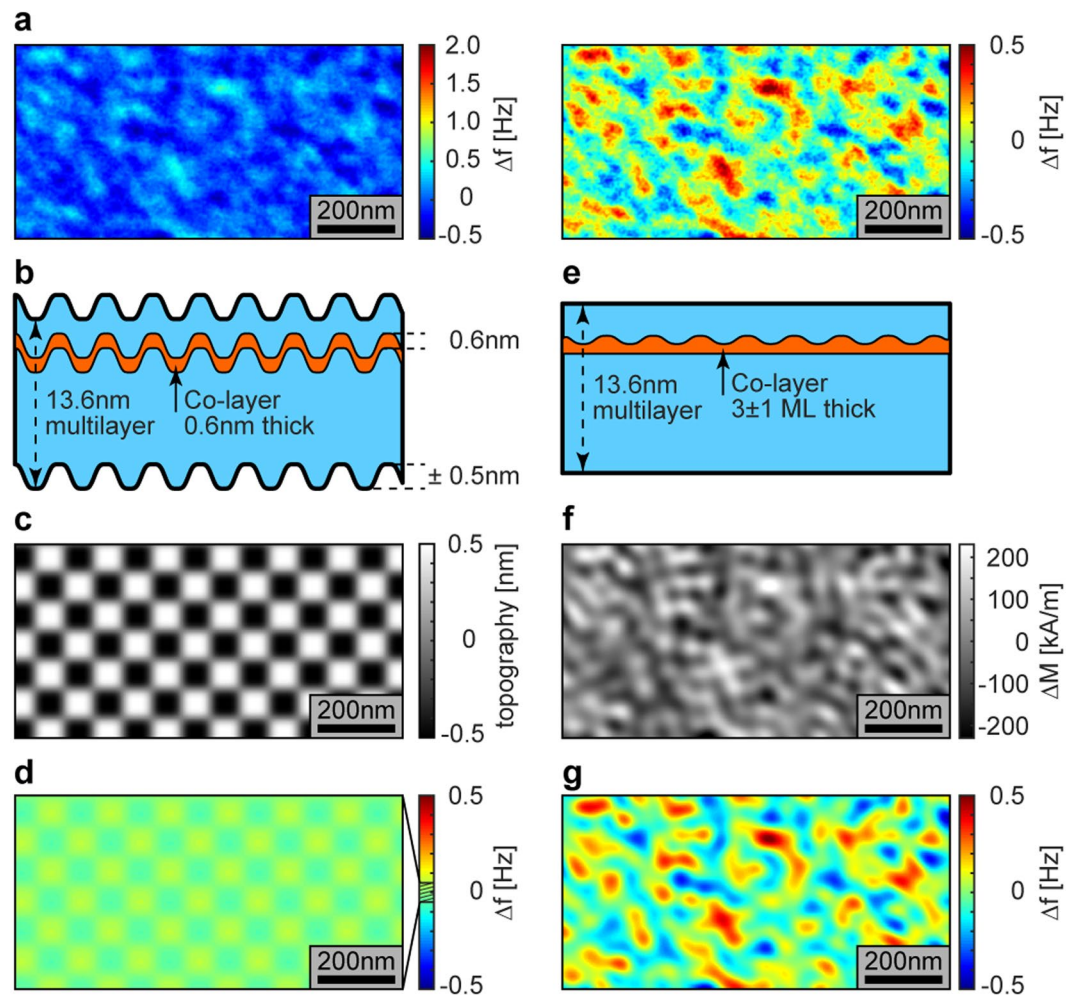 a
2.0
1.5
1.0
0.5
0
-0.5
Δf [Hz]
200nm
0.5
0
-0.5
Δf [Hz]
200nm
b
0.6nm
13.6nm
multilayer
Co-layer
0.6nm thick
± 0.5nm
e
13.6nm
multilayer
Co-layer
3±1 ML thick
c
0.5
0
-0.5
topography [nm]
200nm
f
200
100
0
-100
-200
ΔM [kA/m]
200nm
d
0.5
0
-0.5
Δf [Hz]
200nm
g
0.5
0
-0.5
Δf [Hz]
200nm